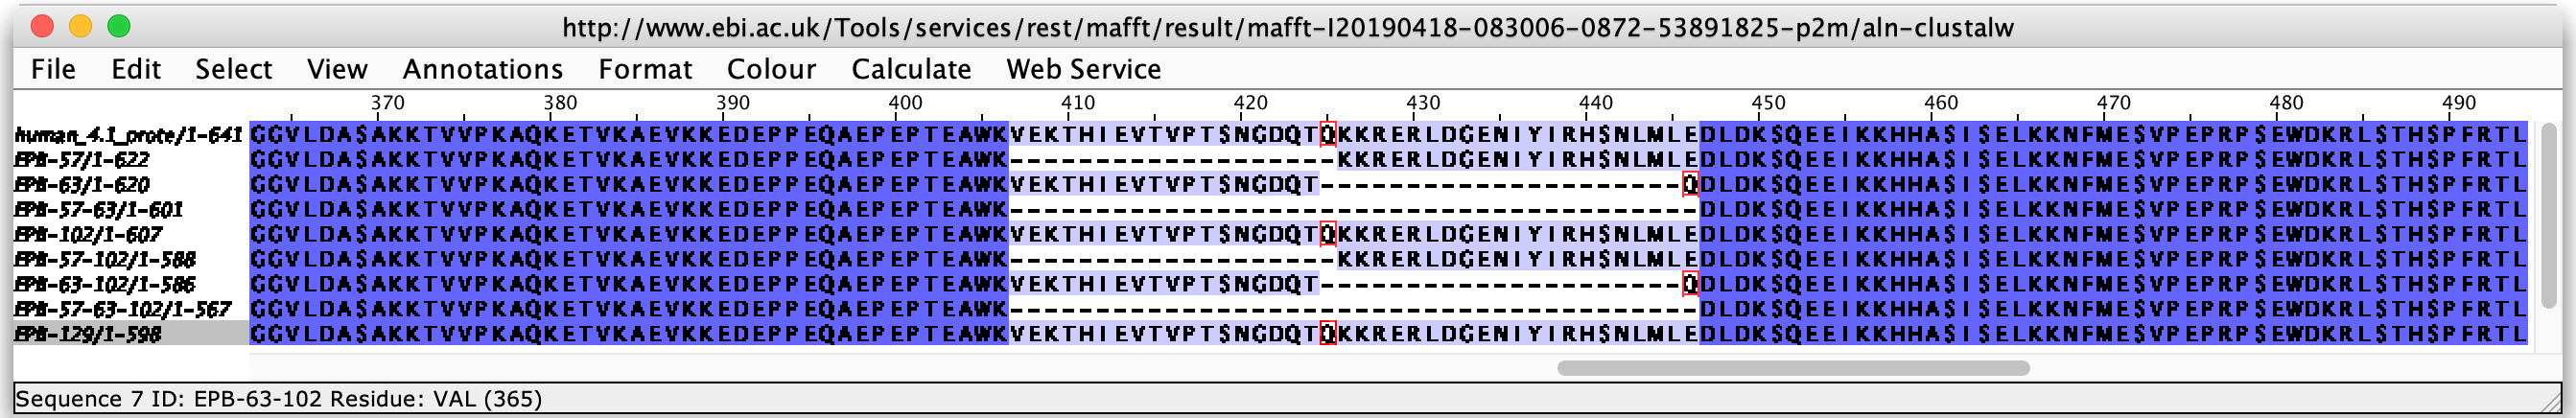 http://www.ebi.ac.uk/Tools/services/rest/mafft/result/mafft-I20190418-083006-0872-53891825-p2m/aln-clustalw
File Edit Select View Annotations Format Colour Calculate Web Service
370 380 390 400 410 420 430 440 450 460 470 480 490
human_4.1_prote/1-641 GGVLDASAKKTVVPKAQKETVKAEVKKEDEPPEQAEPEPTEAWKVEKTHIEVTVPTSNGDQTQKKRERLDGENIYIRHSNLMLEDLDKSQEEIKKHHASISELKKNFMESVPEPRPSEWDKRLSTHSPFRTL
EPB-57/1-622 GGVLDASAKKTVVPKAQKETVKAEVKKEDEPPEQAEPEPTEAWK-------------------KKRERLDGENIYIRHSNLMLEDLDKSQEEIKKHHASISELKKNFMESVPEPRPSEWDKRLSTHSPFRTL
EPB-63/1-620 GGVLDASAKKTVVPKAQKETVKAEVKKEDEPPEQAEPEPTEAWKVEKTHIEVTVPTSNGDQT---------------------QDLDKSQEEIKKHHASISELKKNFMESVPEPRPSEWDKRLSTHSPFRTL
EPB-57-63/1-601 GGVLDASAKKTVVPKAQKETVKAEVKKEDEPPEQAEPEPTEAWK----------------------------------------DLDKSQEEIKKHHASISELKKNFMESVPEPRPSEWDKRLSTHSPFRTL
EPB-102/1-607 GGVLDASAKKTVVPKAQKETVKAEVKKEDEPPEQAEPEPTEAWKVEKTHIEVTVPTSNGDQTQKKRERLDGENIYIRHSNLMLEDLDKSQEEIKKHHASISELKKNFMESVPEPRPSEWDKRLSTHSPFRTL
EPB-57-102/1-588 GGVLDASAKKTVVPKAQKETVKAEVKKEDEPPEQAEPEPTEAWK-------------------KKRERLDGENIYIRHSNLMLEDLDKSQEEIKKHHASISELKKNFMESVPEPRPSEWDKRLSTHSPFRTL
EPB-63-102/1-586 GGVLDASAKKTVVPKAQKETVKAEVKKEDEPPEQAEPEPTEAWKVEKTHIEVTVPTSNGDQT---------------------QDLDKSQEEIKKHHASISELKKNFMESVPEPRPSEWDKRLSTHSPFRTL
EPB-57-63-102/1-567 GGVLDASAKKTVVPKAQKETVKAEVKKEDEPPEQAEPEPTEAWK----------------------------------------DLDKSQEEIKKHHASISELKKNFMESVPEPRPSEWDKRLSTHSPFRTL
EPB-129/1-598 GGVLDASAKKTVVPKAQKETVKAEVKKEDEPPEQAEPEPTEAWKVEKTHIEVTVPTSNGDQTQKKRERLDGENIYIRHSNLMLEDLDKSQEEIKKHHASISELKKNFMESVPEPRPSEWDKRLSTHSPFRTL
Sequence 7 ID: EPB-63-102 Residue: VAL (365)